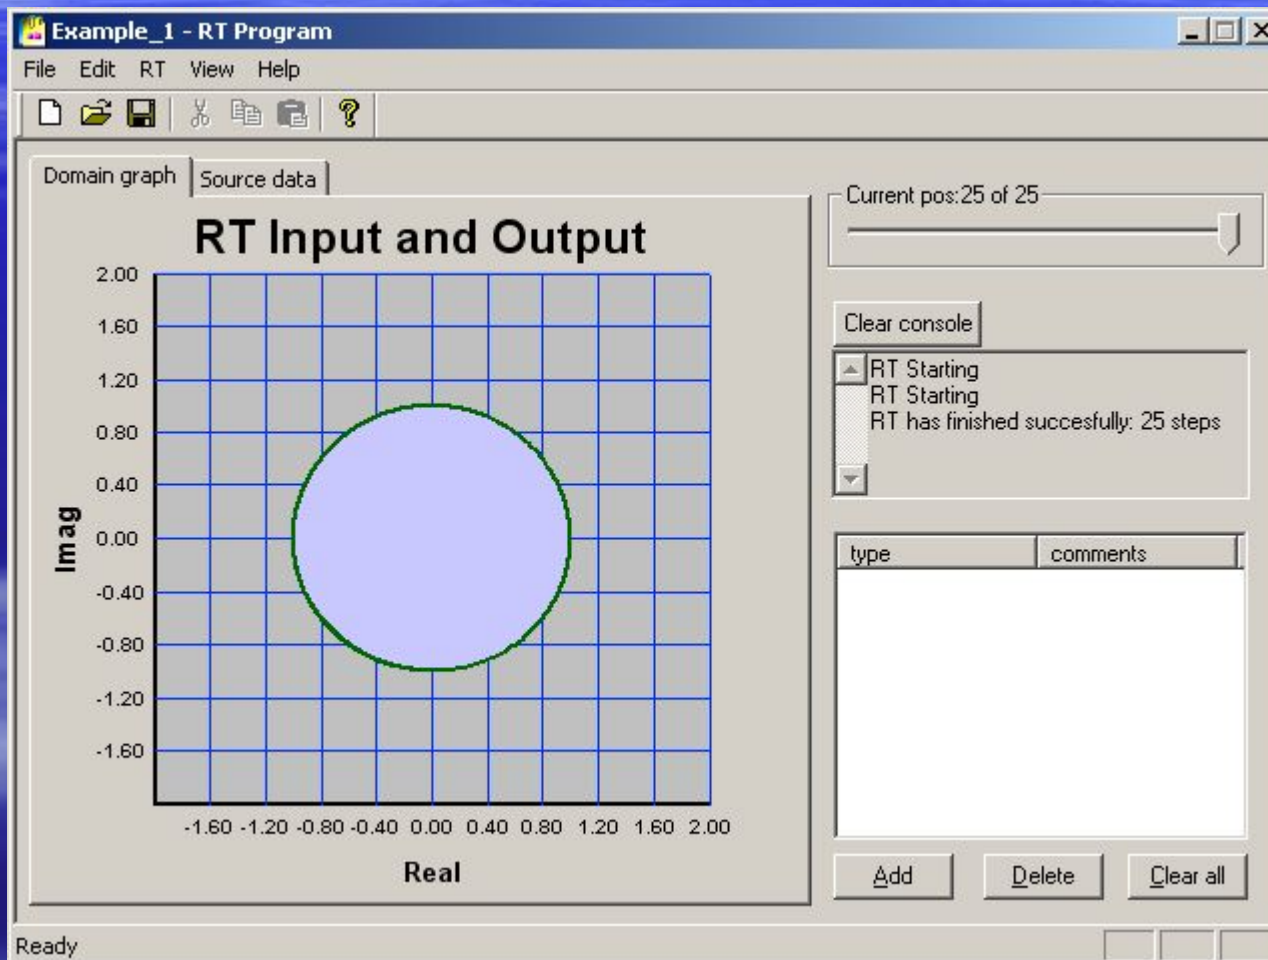 Example_1 - RT Program
File Edit RT View Help
Domain graph
Source data
RT Input and Output
2.00
1.60
1.20
0.80
0.40
0.00
-0.40
-0.80
-1.20
-1.60
Imag
-1.60 -1.20 -0.80 -0.40 0.00 0.40 0.80 1.20 1.60 2.00
Real
Current pos:25 of 25
Clear console
RT Starting
RT Starting
RT has finished succesfully: 25 steps
type comments
Add Delete Clear all
Ready